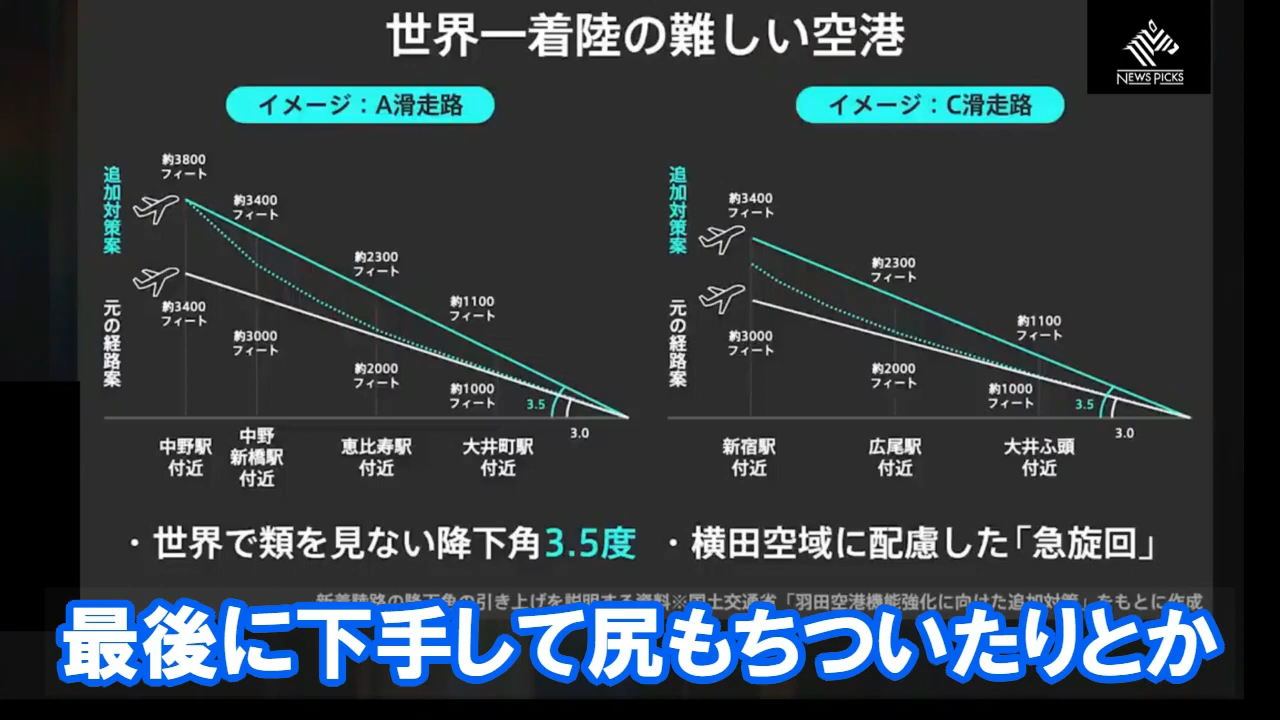 世界一着陸の難しい空港
NEWS PICKS
イメージ：A滑走路
追加対策案
元の経路案
約3800
フィート
約3400
フィート
約2300
フィート
約1100
フィート
約3400
フィート
約3000
フィート
約2000
フィート
約1000
フィート
3.5
3.0
中野駅
付近
中野
新橋駅
付近
恵比寿駅
付近
大井町駅
付近
イメージ：C滑走路
追加対策案
元の経路案
約3400
フィート
約2300
フィート
約1100
フィート
約3000
フィート
約2000
フィート
約1000
フィート
3.5
3.0
新宿駅
付近
広尾駅
付近
大井ふ頭
付近
・世界で類を見ない降下角3.5度
・横田空域に配慮した「急旋回」
新着陸路の降下角の引き上げを説明する資料※国土交通省「羽田空港機能強化に向けた追加対策」をもとに作成
最後に下手して尻もちついたりとか